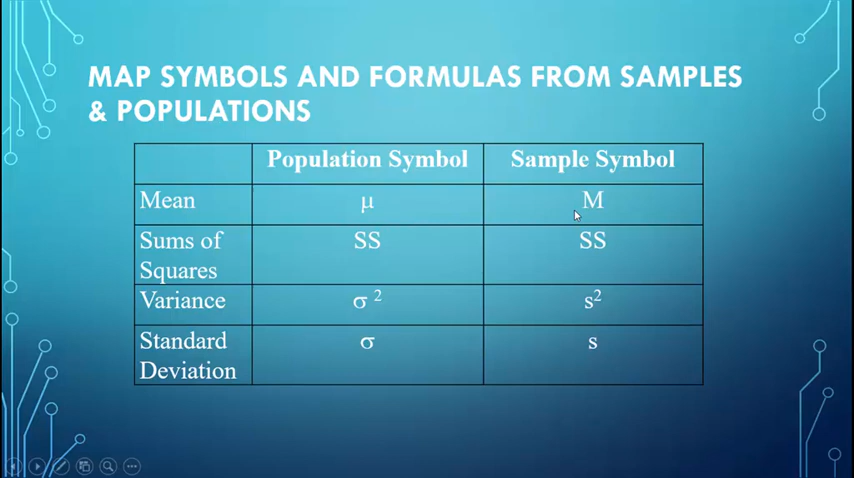 MAP SYMBOLS AND FORMULAS FROM SAMPLES
& POPULATIONS
Population Symbol Sample Symbol
Mean μ M
Sums of Squares SS SS
Variance σ ² s²
Standard Deviation σ s